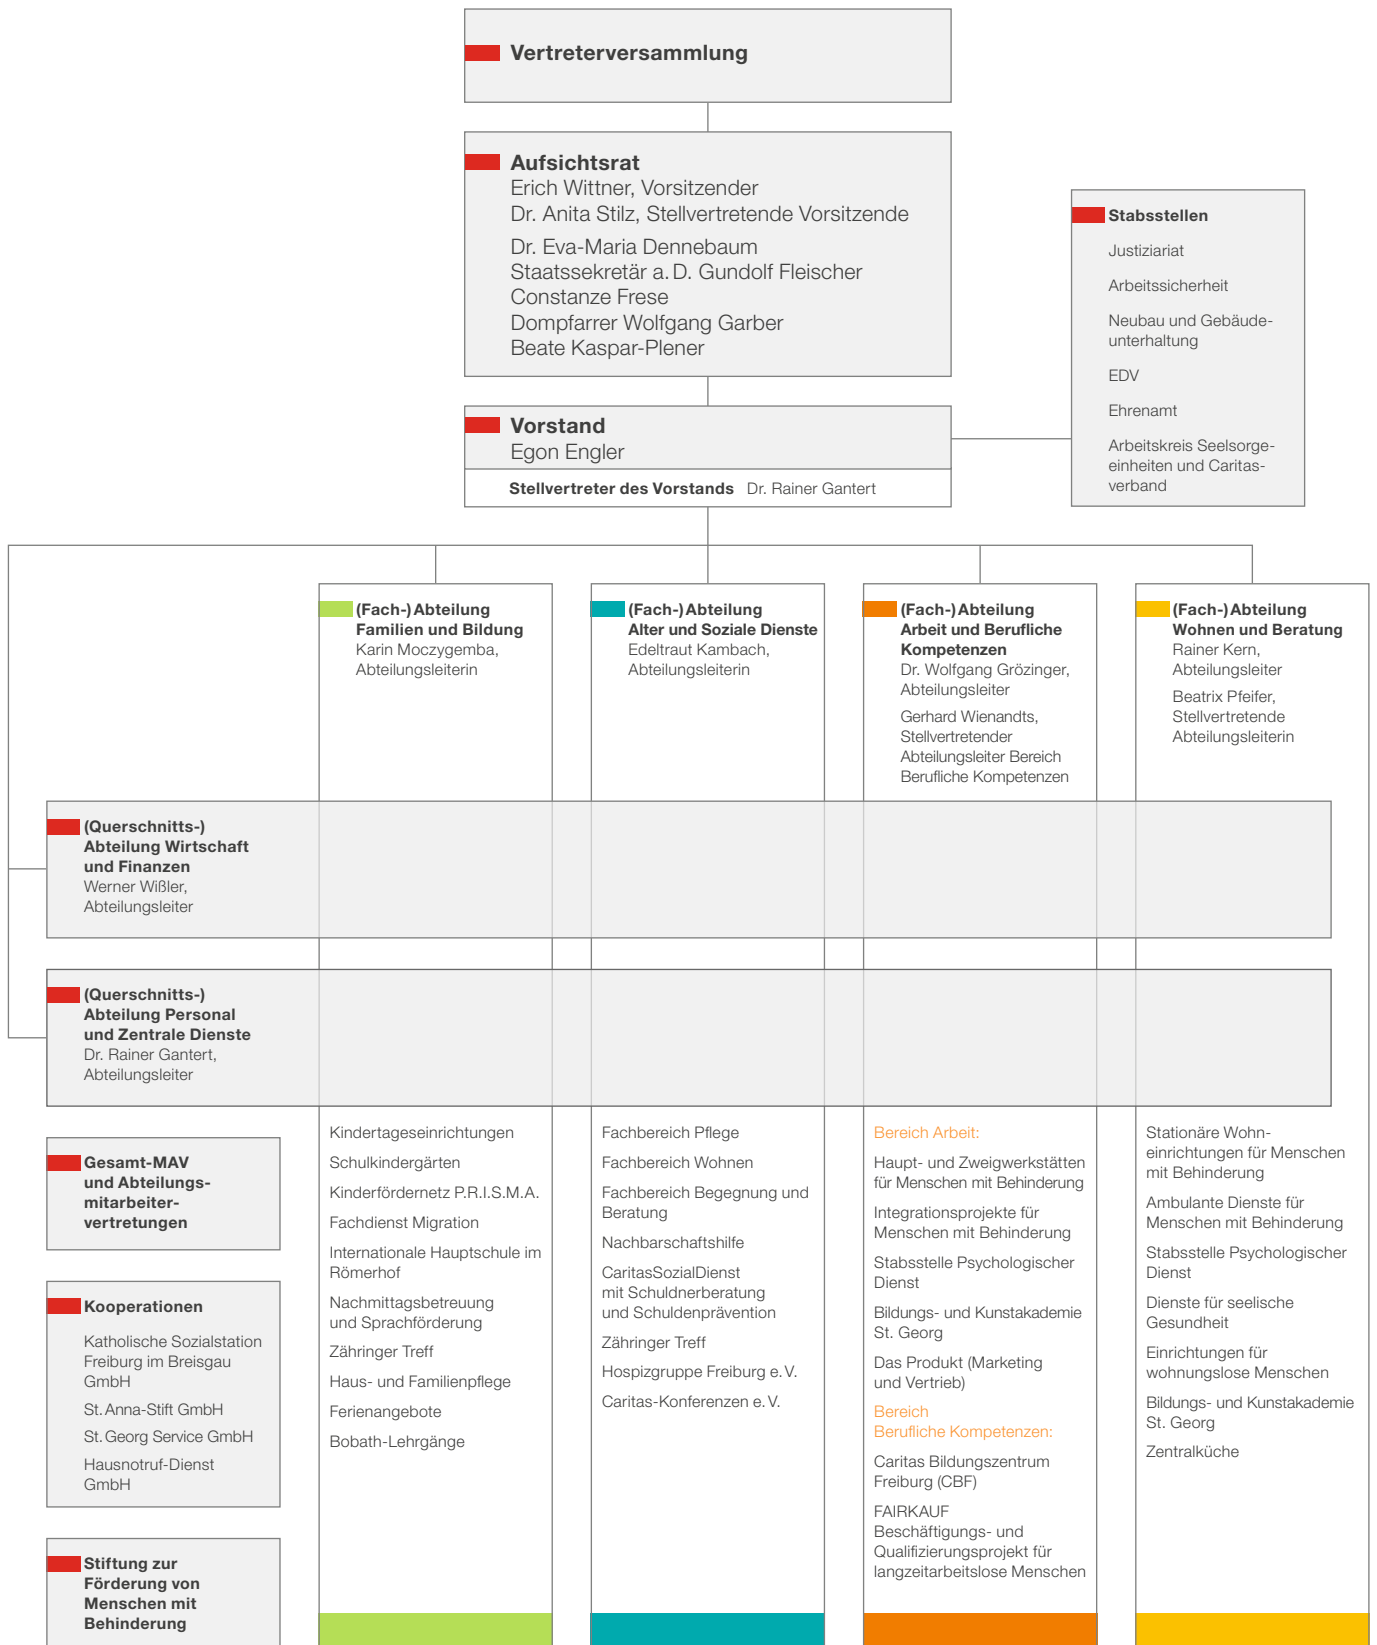 Vertreterversammlung
Aufsichtsrat
Erich Wittner, Vorsitzender
Dr. Anita Stilz, Stellvertretende Vorsitzende
Dr. Eva-Maria Dennebaum
Staatssekretär a. D. Gundolf Fleischer
Constanze Frese
Dompfarrer Wolfgang Garber
Beate Kaspar-Plener
Stabsstellen
Justiziariat
Arbeitssicherheit
Neubau und Gebäude-
unterhaltung
EDV
Ehrenamt
Arbeitskreis Seelsorge-
einheiten und Caritas-
verband
Vorstand
Egon Engler
Stellvertreter des Vorstands Dr. Rainer Gantert
(Fach-) Abteilung
Familien und Bildung
Karin Moczygemba,
Abteilungsleiterin
(Fach-) Abteilung
Alter und Soziale Dienste
Edeltraut Kambach,
Abteilungsleiterin
(Fach-) Abteilung
Arbeit und Berufliche
Kompetenzen
Dr. Wolfgang Grözinger,
Abteilungsleiter
Gerhard Wienandts,
Stellvertretender
Abteilungsleiter Bereich
Berufliche Kompetenzen
(Fach-) Abteilung
Wohnen und Beratung
Rainer Kern,
Abteilungsleiter
Beatrix Pfeifer,
Stellvertretende
Abteilungsleiterin
(Querschnitts-)
Abteilung Wirtschaft
und Finanzen
Werner Wißler,
Abteilungsleiter
(Querschnitts-)
Abteilung Personal
und Zentrale Dienste
Dr. Rainer Gantert,
Abteilungsleiter
Gesamt-MAV
und Abteilungs-
mitarbeiter-
vertretungen
Kooperationen
Katholische Sozialstation
Freiburg im Breisgau
GmbH
St. Anna-Stift GmbH
St. Georg Service GmbH
Hausnotruf-Dienst
GmbH
Stiftung zur
Förderung von
Menschen mit
Behinderung
Kindertageseinrichtungen
Schulkindergärten
Kinderfördernetz P.R.I.S.M.A.
Fachdienst Migration
Internationale Hauptschule im
Römerhof
Nachmittagsbetreuung
und Sprachförderung
Zähringer Treff
Haus- und Familienpflege
Ferienangebote
Bobath-Lehrgänge
Fachbereich Pflege
Fachbereich Wohnen
Fachbereich Begegnung und
Beratung
Nachbarschaftshilfe
CaritasSozialDienst
mit Schuldnerberatung
und Schuldenprävention
Zähringer Treff
Hospizgruppe Freiburg e. V.
Caritas-Konferenzen e. V.
Bereich Arbeit:
Haupt- und Zweigwerkstätten
für Menschen mit Behinderung
Integrationsprojekte für
Menschen mit Behinderung
Stabsstelle Psychologischer
Dienst
Bildungs- und Kunstakademie
St. Georg
Das Produkt (Marketing
und Vertrieb)
Bereich
Berufliche Kompetenzen:
Caritas Bildungszentrum
Freiburg (CBF)
FAIRKAUF
Beschäftigungs- und
Qualifizierungsprojekt für
langzeitarbeitslose Menschen
Stationäre Wohn-
einrichtungen für Menschen
mit Behinderung
Ambulante Dienste für
Menschen mit Behinderung
Stabsstelle Psychologischer
Dienst
Dienste für seelische
Gesundheit
Einrichtungen für
wohnungslose Menschen
Bildungs- und Kunstakademie
St. Georg
Zentralküche